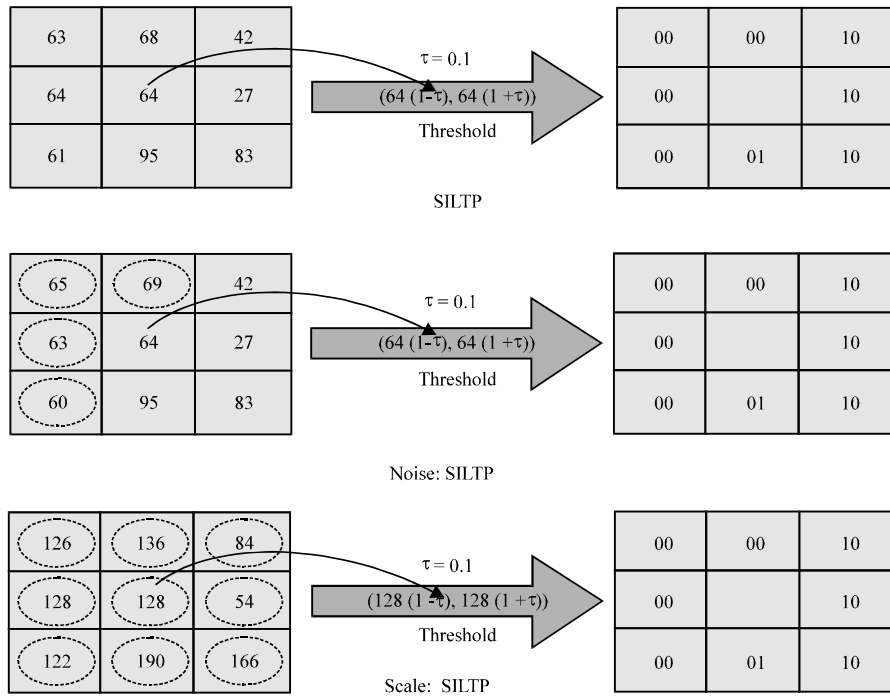 63 68 42
64 64 27
61 95 83
τ = 0.1
(64 (1-τ), 64 (1 +τ))
Threshold
00 00 10
00 10
00 01 10
SILTP
65 69 42
63 64 27
60 95 83
τ = 0.1
(64 (1-τ), 64 (1 +τ))
Threshold
00 00 10
00 10
00 01 10
Noise: SILTP
126 136 84
128 128 54
122 190 166
τ = 0.1
(128 (1 -τ), 128 (1 +τ))
Threshold
00 00 10
00 10
00 01 10
Scale: SILTP